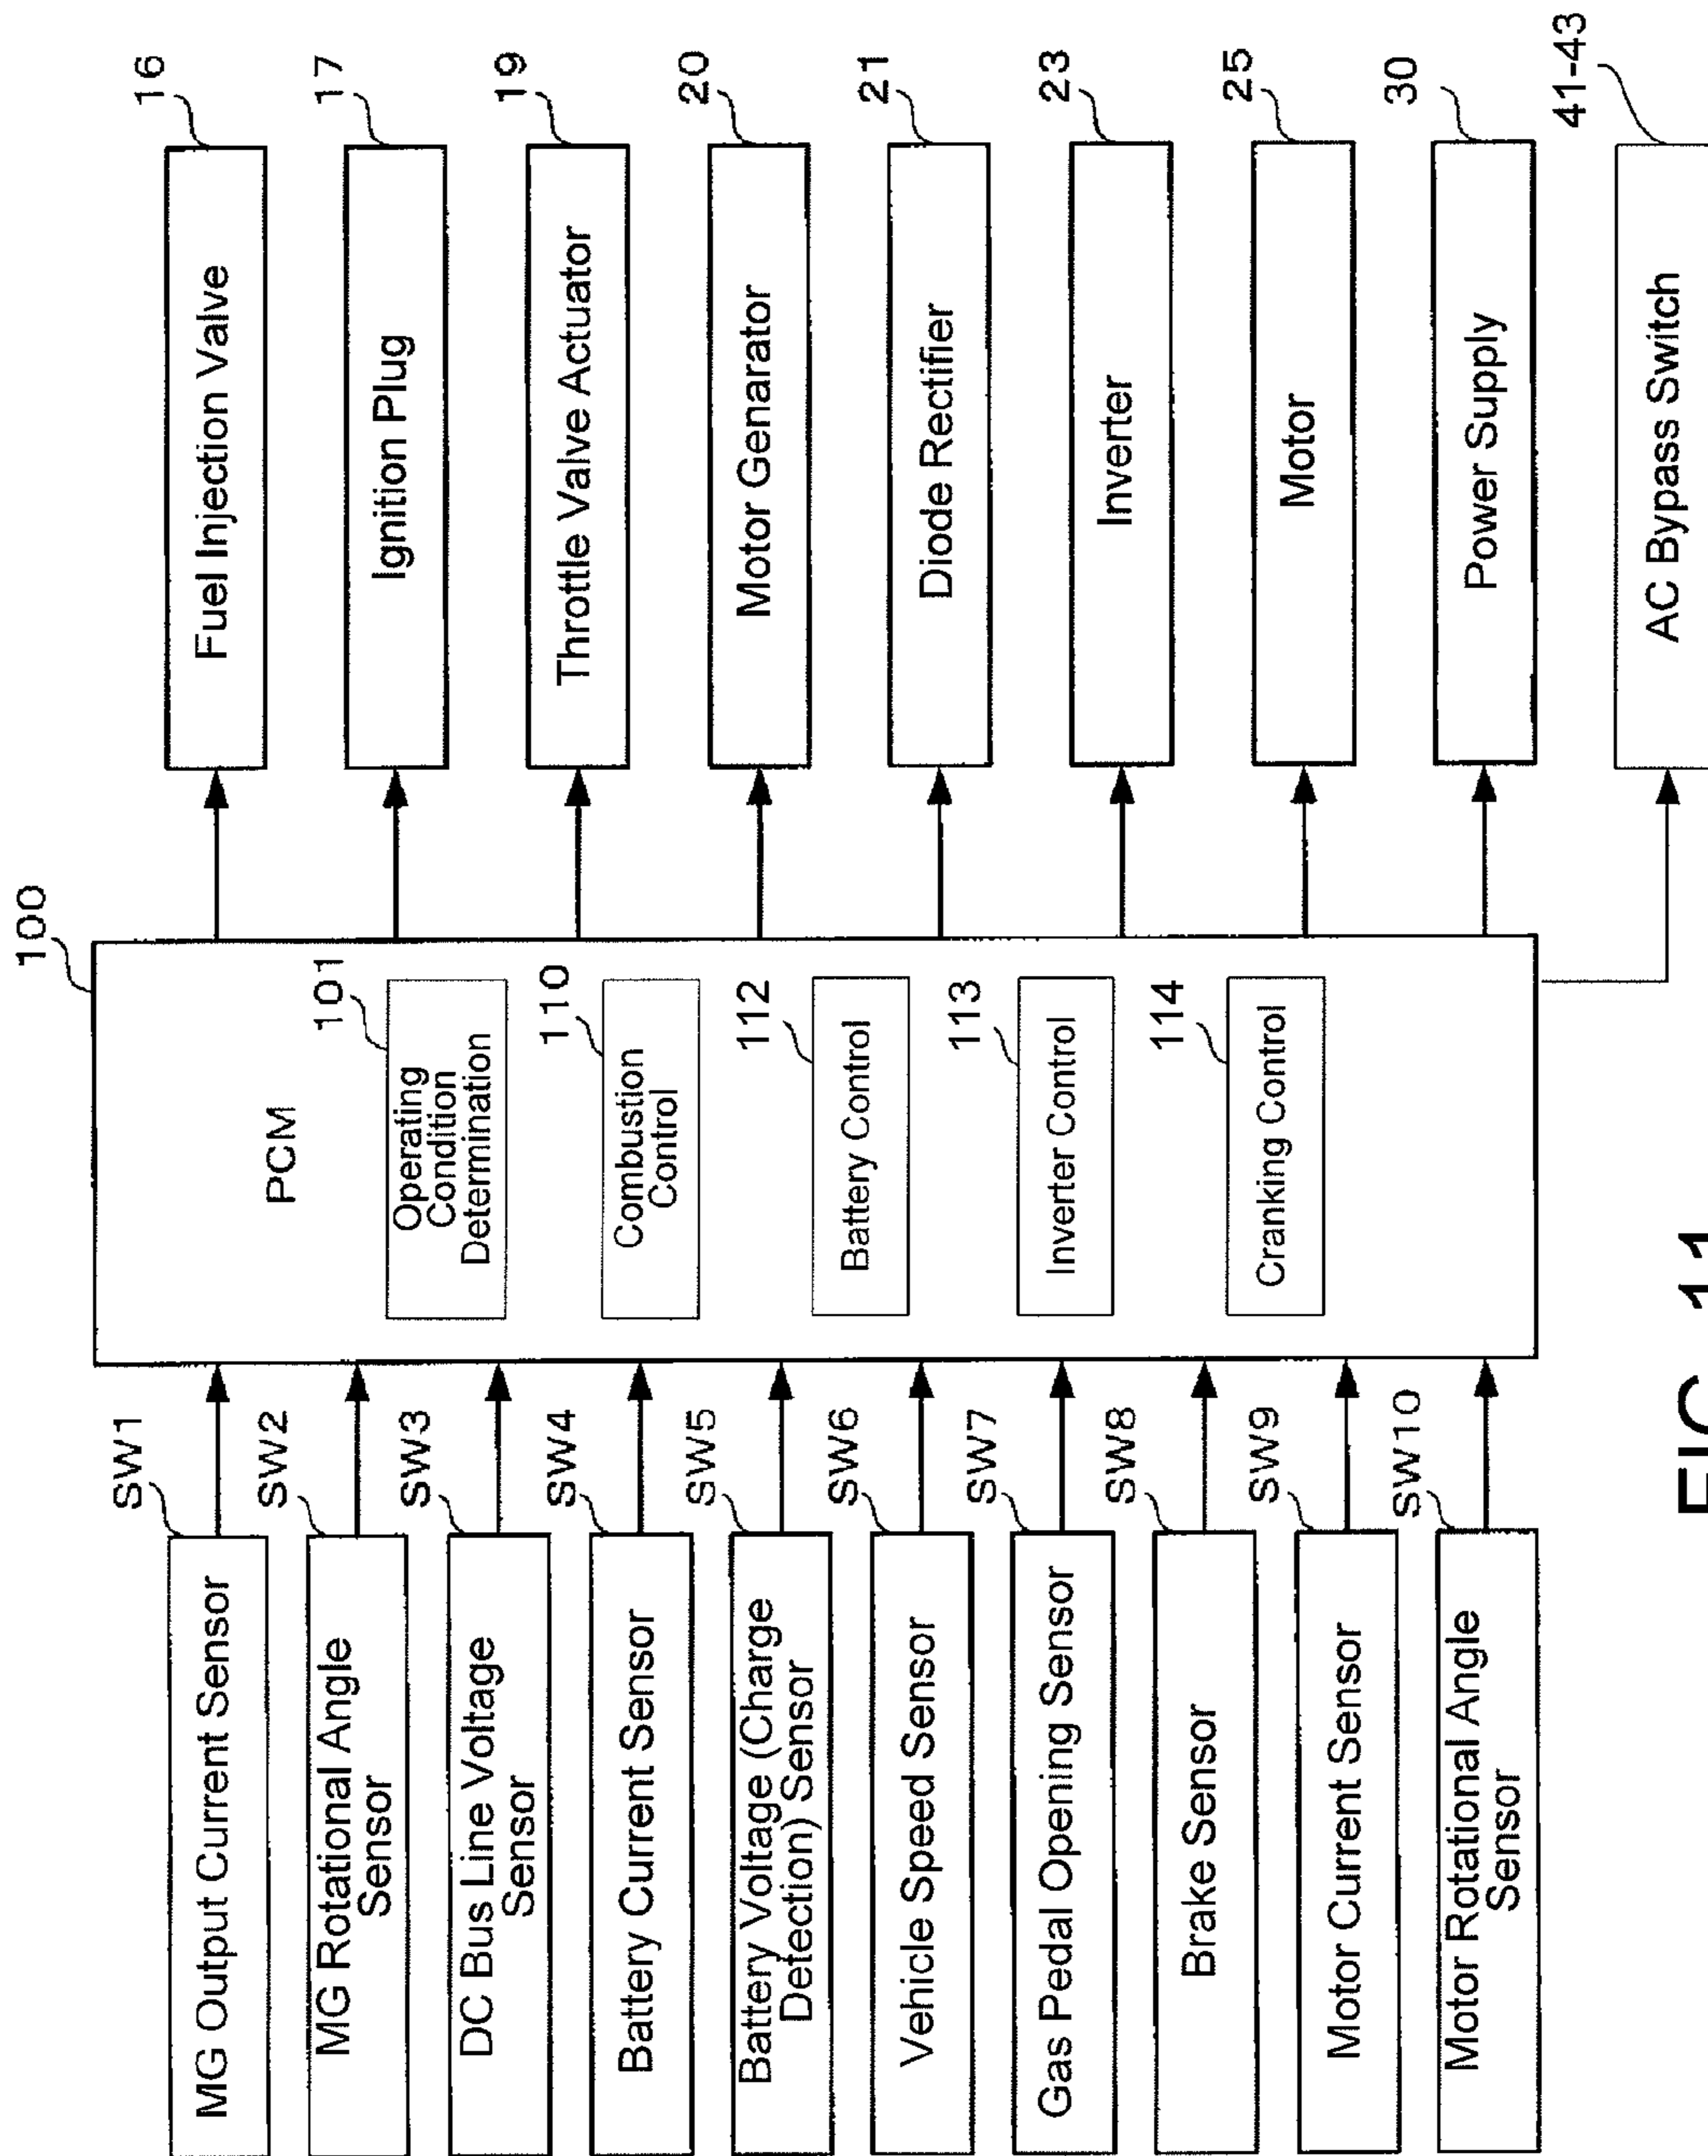 SW1
MG Output Current Sensor
SW2
MG Rotational Angle
Sensor
SW3
DC Bus Line Voltage
Sensor
SW4
Battery Current Sensor
SW5
Battery Voltage (Charge
Detection) Sensor
SW6
Vehicle Speed Sensor
SW7
Gas Pedal Opening Sensor
SW8
Brake Sensor
SW9
Motor Current Sensor
SW10
Motor Rotational Angle
Sensor
100
PCM
101
Operating
Condition
Determination
110
Combustion
Control
112
Battery Control
113
Inverter Control
114
Cranking Control
16
Fuel Injection Valve
17
Ignition Plug
19
Throttle Valve Actuator
20
Motor Genarator
21
Diode Rectifier
23
Inverter
25
Motor
30
Power Supply
41-43
AC Bypass Switch
FIG. 11